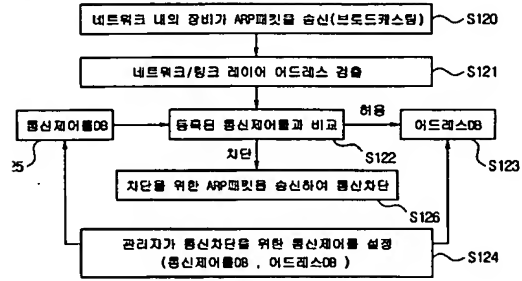 네트워크 내의 장비가 ARP패킷을 송신(브로드캐스팅)
S120
네트워크/링크 레이어 어드레스 검출
S121
통신제어룰DB
등록된 통신제어룰과 비교
허용
어드레스DB
25
차단
S122
S123
차단을 위한 ARP패킷을 송신하여 통신차단
S126
관리자가 통신차단을 위한 통신제어룰 설정
(통신제어룰DB , 어드레스DB )
S124